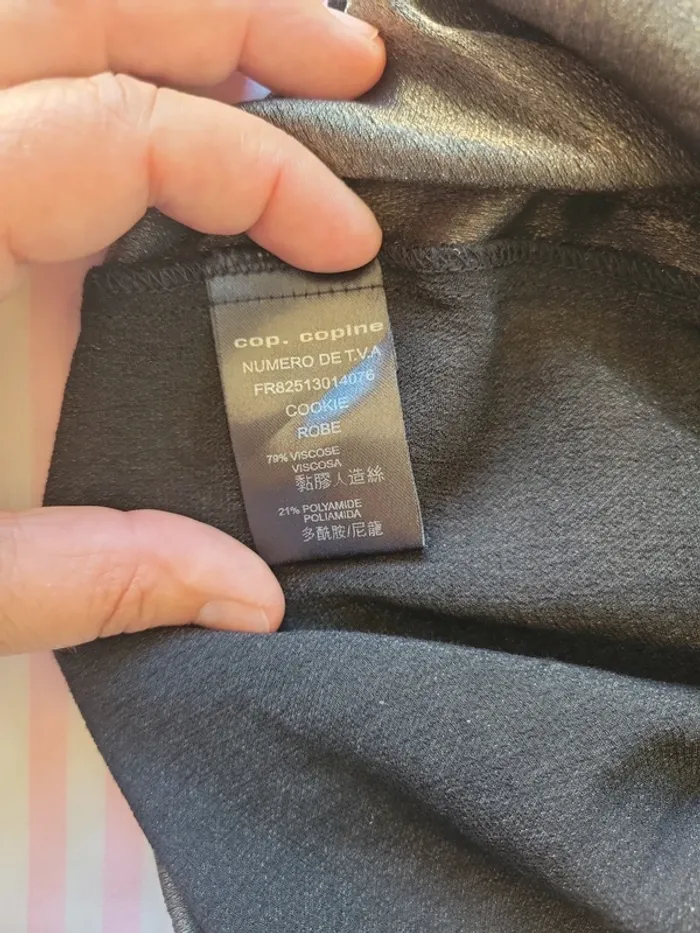 cop. copine
NUMERO DE T.V.A
FR82513014076
COOKIE
ROBE
79% VISCOSE
VISCOSA
黏膠人造絲
21% POLYAMIDE
POLIAMIDA
多酰胺/尼龍